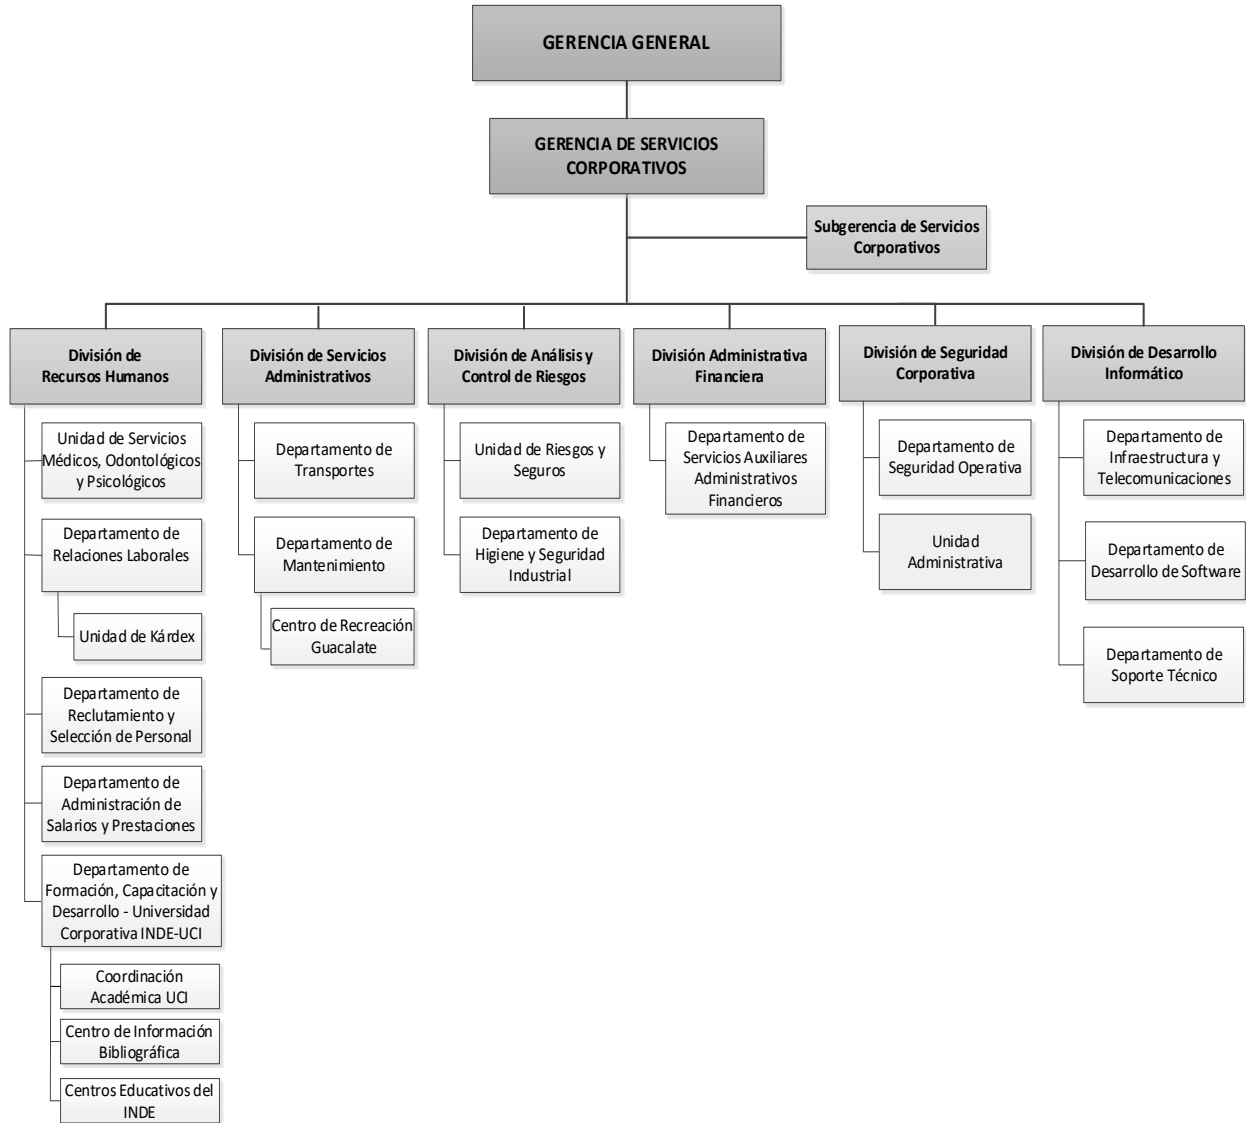 GERENCIA GENERAL
GERENCIA DE SERVICIOS
CORPORATIVOS
Subgerencia de Servicios
Corporativos
División de
Recursos Humanos
Unidad de Servicios
Médicos, Odontológicos
y Psicológicos
Departamento de
Relaciones Laborales
Unidad de Kárdex
Departamento de
Reclutamiento y
Selección de Personal
Departamento de
Administración de
Salarios y Prestaciones
Departamento de
Formación, Capacitación y
Desarrollo - Universidad
Corporativa INDE-UCI
Coordinación
Académica UCI
Centro de Información
Bibliográfica
Centros Educativos del
INDE
División de Servicios
Administrativos
Departamento de
Transportes
Departamento de
Mantenimiento
Centro de Recreación
Guacalate
División de Análisis y
Control de Riesgos
Unidad de Riesgos y
Seguros
Departamento de
Higiene y Seguridad
Industrial
División Administrativa
Financiera
Departamento de
Servicios Auxiliares
Administrativos
Financieros
División de Seguridad
Corporativa
Departamento de
Seguridad Operativa
Unidad
Administrativa
División de Desarrollo
Informático
Departamento de
Infraestructura y
Telecomunicaciones
Departamento de
Desarrollo de Software
Departamento de
Soporte Técnico